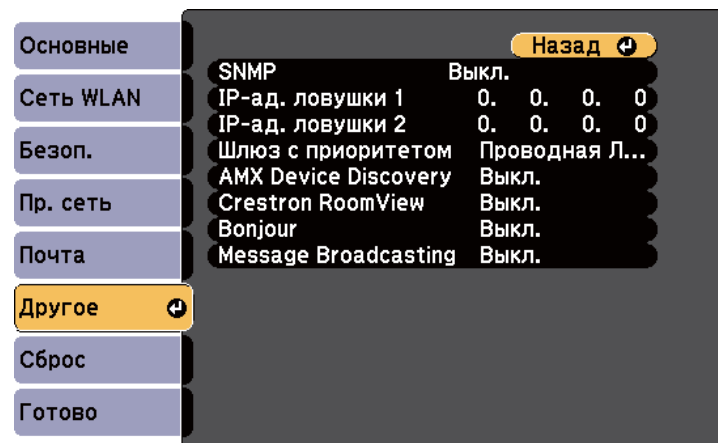 Основные
Сеть WLAN
Безоп.
Пр. сеть
Почта
Другое
Сброс
Готово
Назад
SNMP Выкл.
IP-ад. ловушки 1 0. 0. 0. 0
IP-ад. ловушки 2 0. 0. 0. 0
Шлюз с приоритетом Проводная Л...
AMX Device Discovery Выкл.
Crestron RoomView Выкл.
Bonjour Выкл.
Message Broadcasting Выкл.